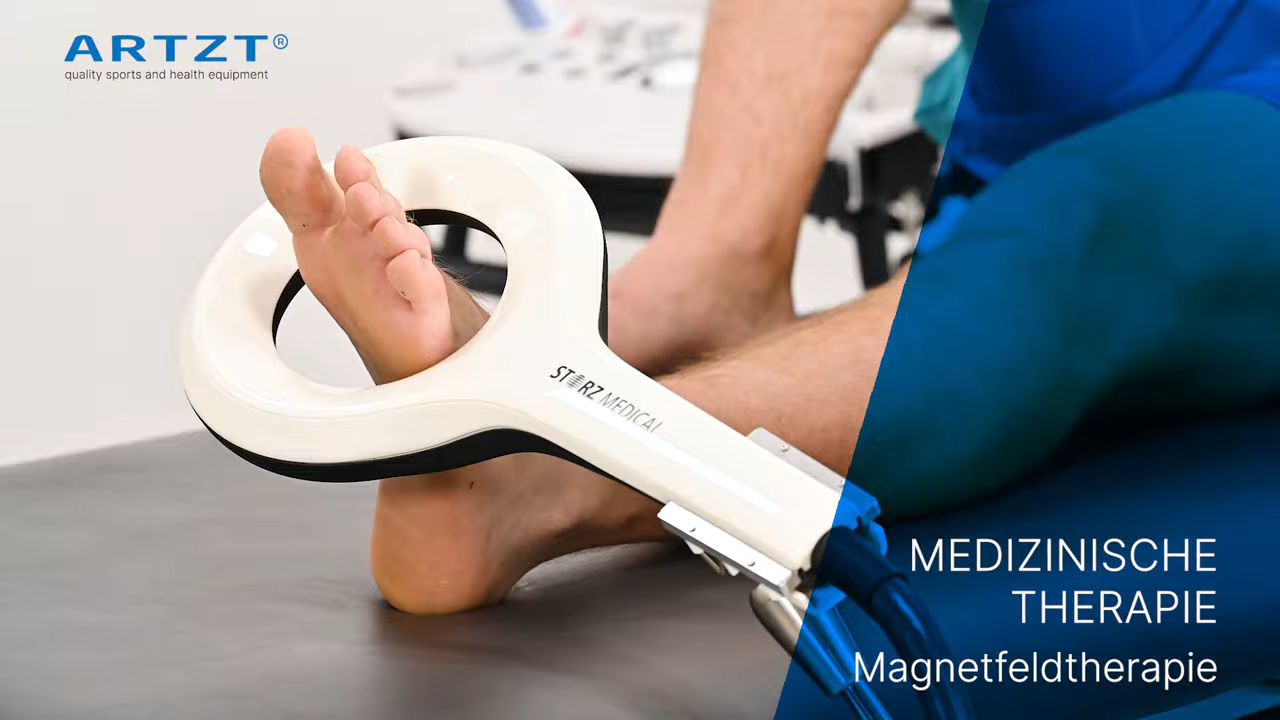 ARTZT®
quality sports and health equipment
STORZ MEDICAL
MEDIZINISCHE
THERAPIE
Magnetfeldtherapie